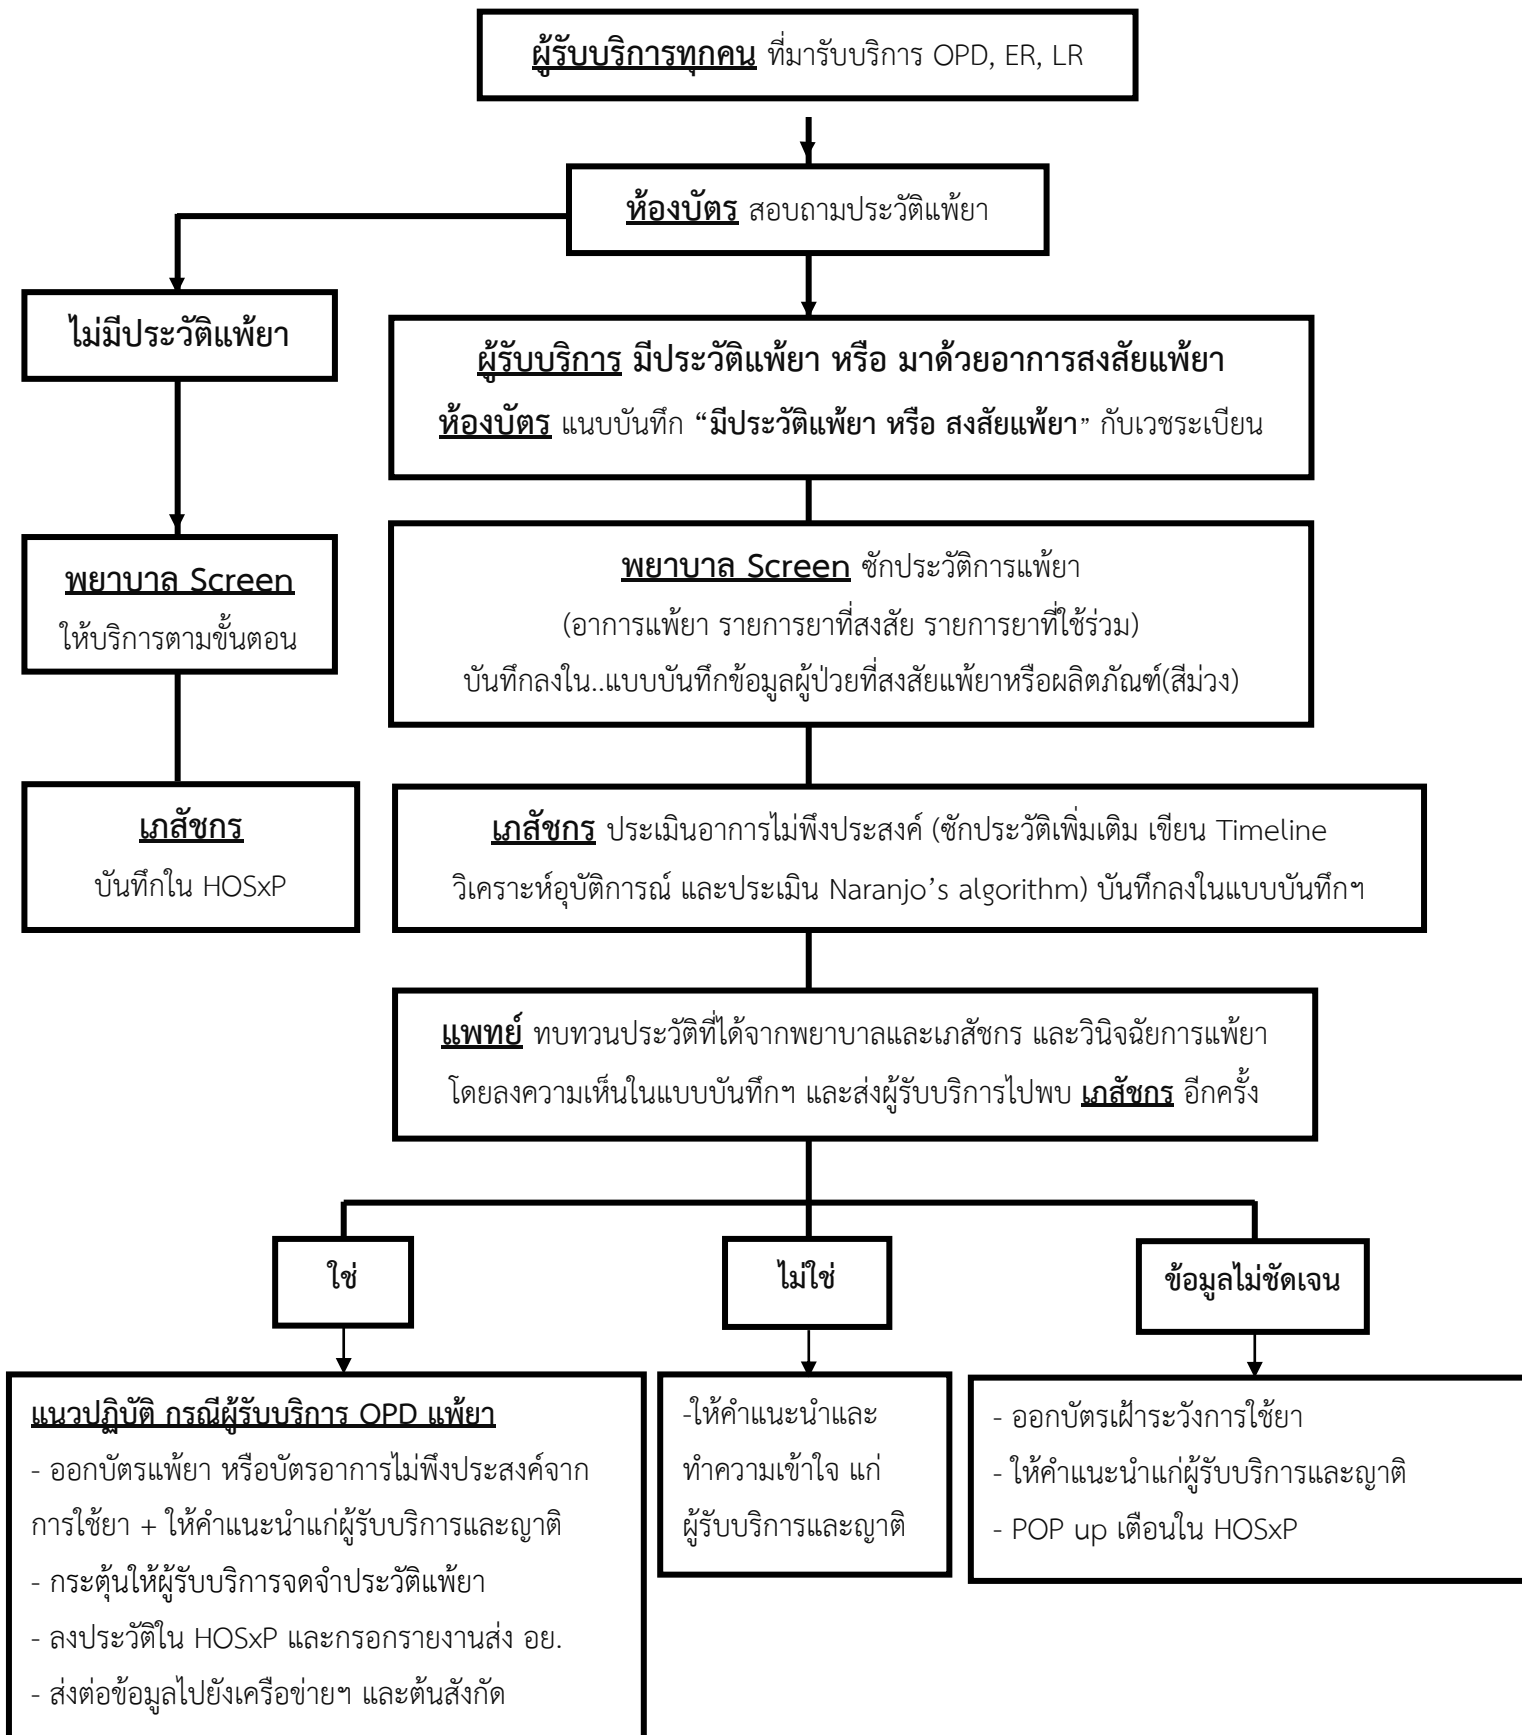 ผู้รับบริการทุกคน ที่มารับบริการ OPD, ER, LR
ห้องบัตร สอบถามประวัติแพ้ยา
ไม่มีประวัติแพ้ยา
ผู้รับบริการ มีประวัติแพ้ยา หรือ มาด้วยอาการสงสัยแพ้ยา
ห้องบัตร แนบบันทึก “มีประวัติแพ้ยา หรือ สงสัยแพ้ยา” กับเวชระเบียน
พยาบาล Screen
ให้บริการตามขั้นตอน
พยาบาล Screen ซักประวัติการแพ้ยา
(อาการแพ้ยา รายการยาที่สงสัย รายการยาที่ใช้ร่วม)
บันทึกลงใน..แบบบันทึกข้อมูลผู้ป่วยที่สงสัยแพ้ยาหรือผลิตภัณฑ์(สีม่วง)
เภสัชกร
บันทึกใน HOSxP
เภสัชกร ประเมินอาการไม่พึงประสงค์ (ซักประวัติเพิ่มเติม เขียน Timeline
วิเคราะห์อุบัติการณ์ และประเมิน Naranjo’s algorithm) บันทึกลงในแบบบันทึกฯ
แพทย์ ทบทวนประวัติที่ได้จากพยาบาลและเภสัชกร และวินิจฉัยการแพ้ยา
โดยลงความเห็นในแบบบันทึกฯ และส่งผู้รับบริการไปพบ เภสัชกร อีกครั้ง
ใช่
ไม่ใช่
ข้อมูลไม่ชัดเจน
แนวปฏิบัติ กรณีผู้รับบริการ OPD แพ้ยา
- ออกบัตรแพ้ยา หรือบัตรอาการไม่พึงประสงค์จาก
การใช้ยา + ให้คำแนะนำแก่ผู้รับบริการและญาติ
- กระตุ้นให้ผู้รับบริการจดจำประวัติแพ้ยา
- ลงประวัติใน HOSxP และกรอกรายงานส่ง อย.
- ส่งต่อข้อมูลไปยังเครือข่ายฯ และต้นสังกัด
-ให้คำแนะนำและ
ทำความเข้าใจ แก่
ผู้รับบริการและญาติ
- ออกบัตรเฝ้าระวังการใช้ยา
- ให้คำแนะนำแก่ผู้รับบริการและญาติ
- POP up เตือนใน HOSxP